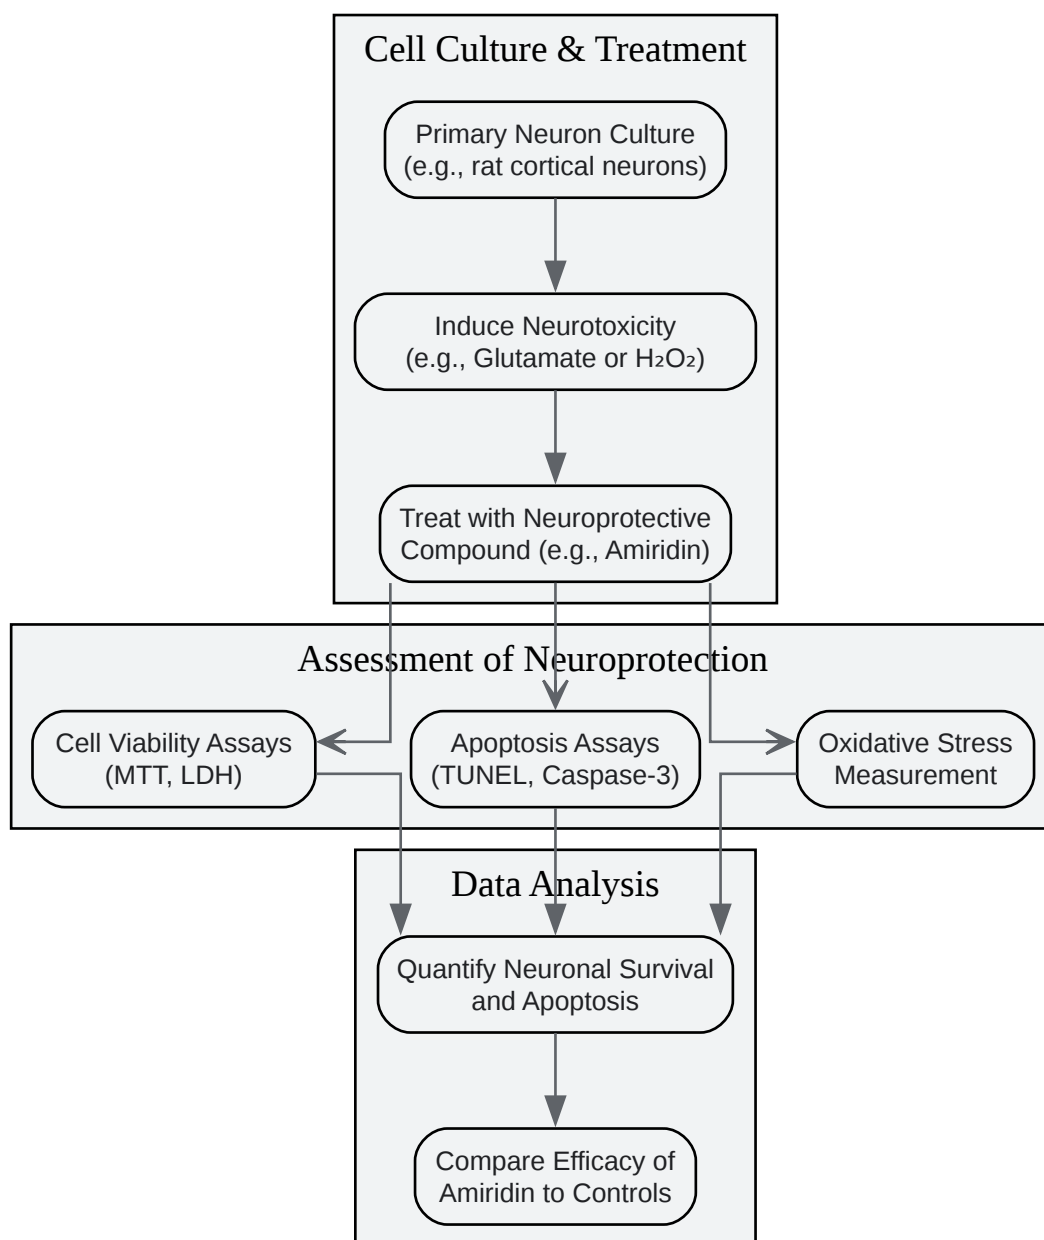 Cell Culture & Treatment
Primary Neuron Culture
(e.g., rat cortical neurons)
Induce Neurotoxicity
(e.g., Glutamate or H₂O₂)
Treat with Neuroprotective
Compound (e.g., Amiridin)
Assessment of Neuroprotection
Cell Viability Assays
(MTT, LDH)
Apoptosis Assays
(TUNEL, Caspase-3)
Oxidative Stress
Measurement
Data Analysis
Quantify Neuronal Survival
and Apoptosis
Compare Efficacy of
Amiridin to Controls